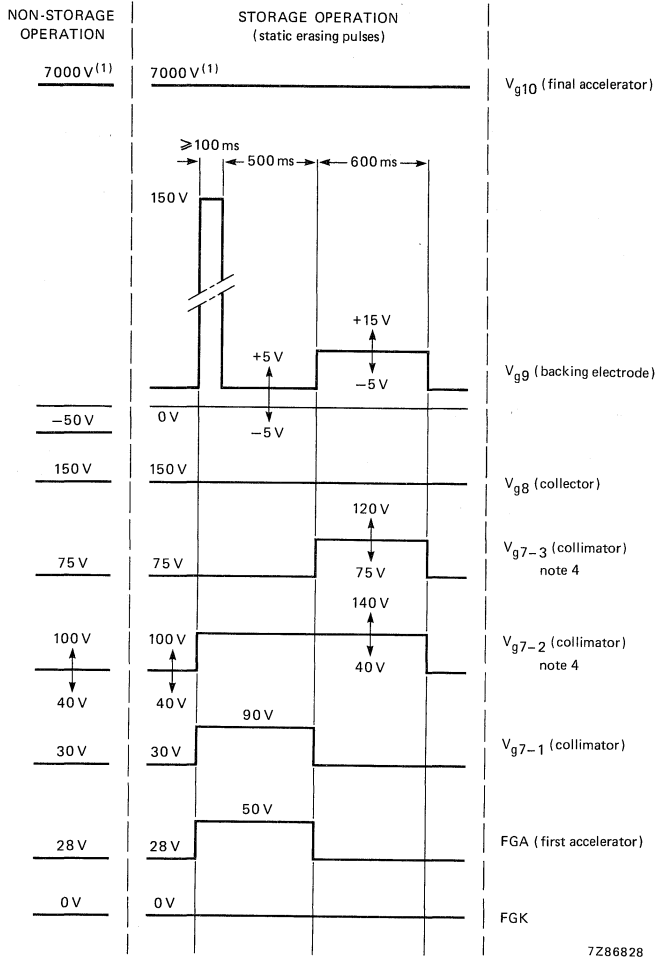 NON-STORAGE
OPERATION
STORAGE OPERATION
(static erasing pulses)
7000 V(1)
7000 V(1)
Vg10 (final accelerator)
⩾100 ms
500 ms
600 ms
150 V
+15 V
+5 V
−5 V
Vg9 (backing electrode)
−50 V
0 V
−5 V
150 V
150 V
Vg8 (collector)
120 V
75 V
75 V
75 V
Vg7−3 (collimator)
note 4
140 V
100 V
100 V
40 V
40 V
40 V
Vg7−2 (collimator)
note 4
90 V
30 V
30 V
Vg7−1 (collimator)
50 V
28 V
28 V
FGA (first accelerator)
0 V
0 V
FGK
7Z86828